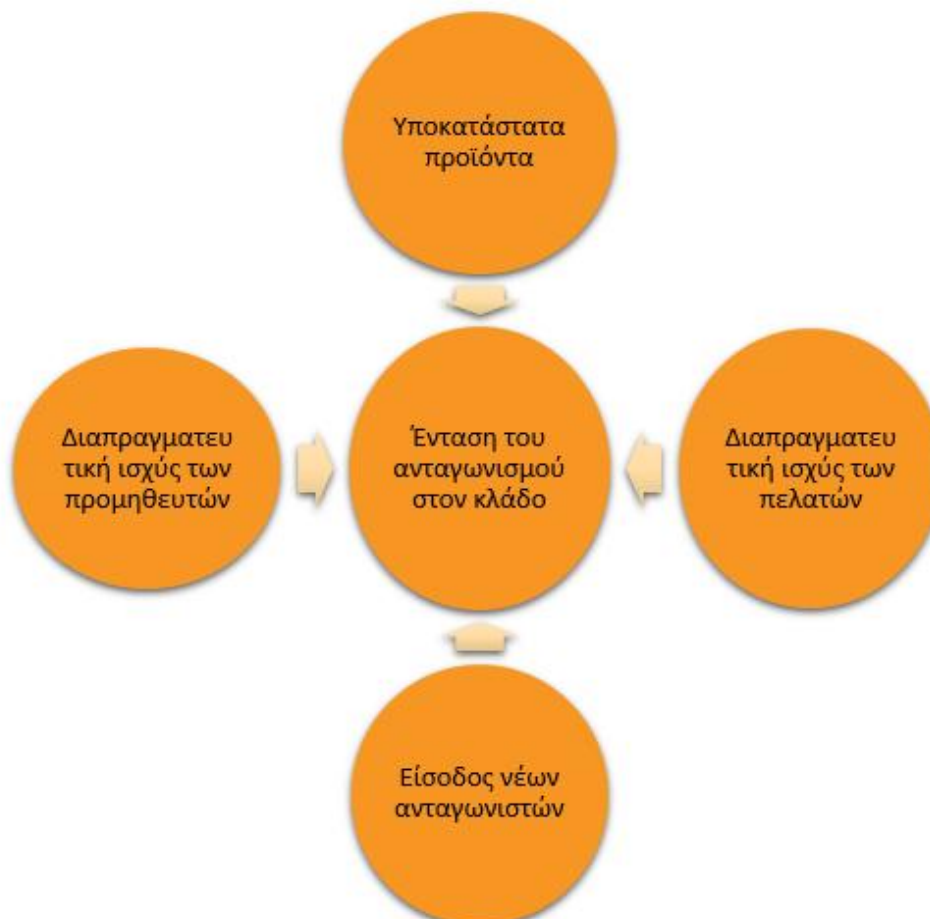 Υποκατάστατα
προϊόντα
Διαπραγματευ
τική ισχύς των
προμηθευτών
Ένταση του
ανταγωνισμού
στον κλάδο
Διαπραγματευ
τική ισχύς των
πελατών
Είσοδος νέων
ανταγωνιστών